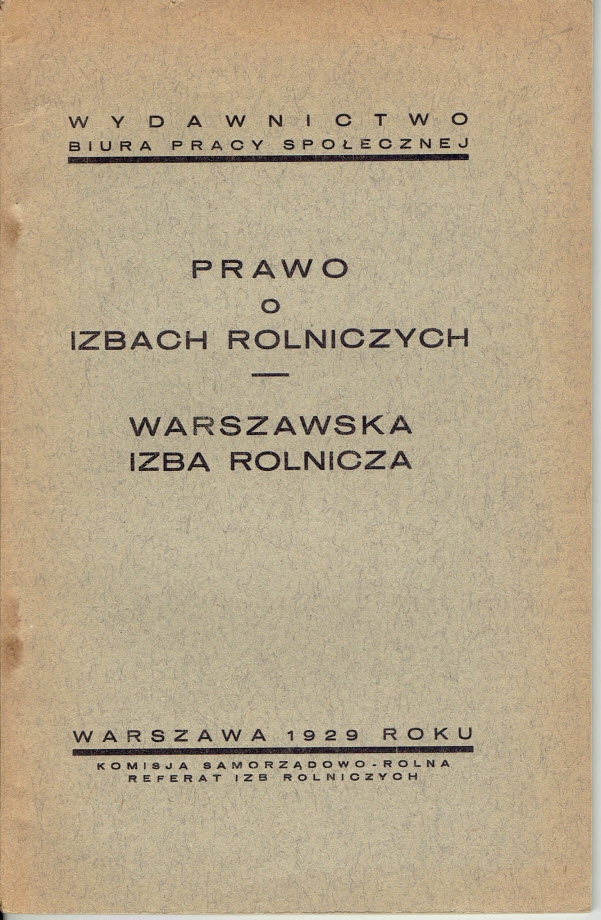 WYDAWNICTWO
BIURA PRACY SPOŁECZNEJ
PRAWO
O
IZBACH ROLNICZYCH
—
WARSZAWSKA
IZBA ROLNICZA
WARSZAWA 1929 ROKU
KOMISJA SAMORZĄDOWO-ROLNA
REFERAT IZB ROLNICZYCH